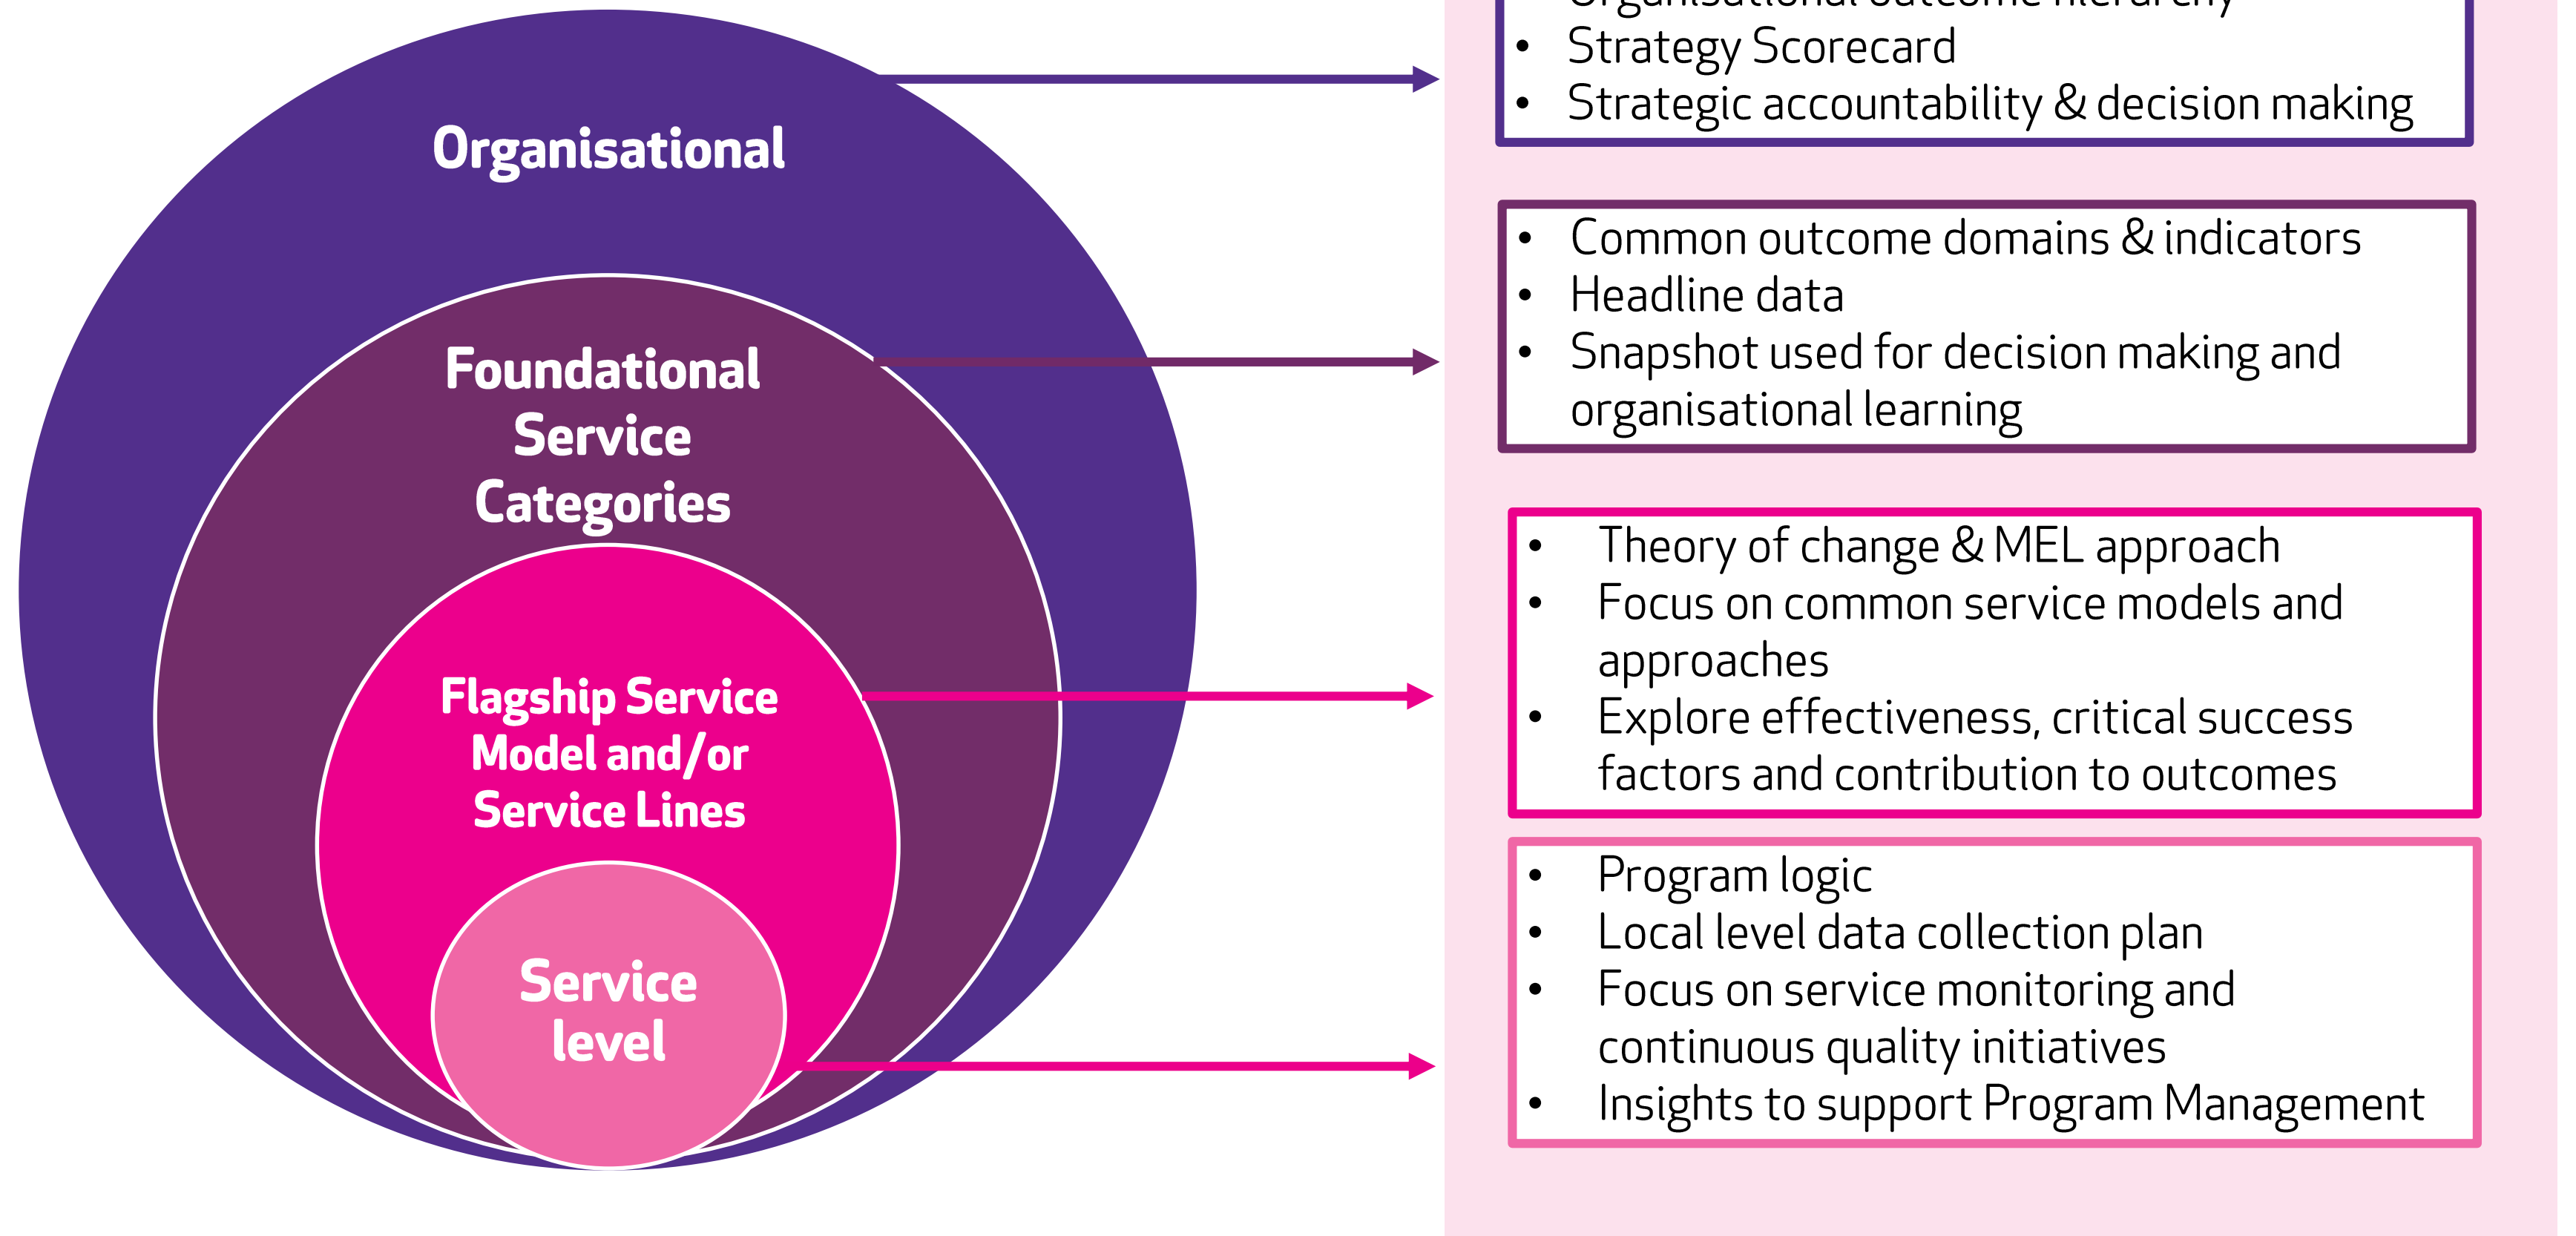 Organisational
Foundational
Service
Categories
Flagship Service
Model and/or
Service Lines
Service
level
Organisational outcome hierarchy
• Strategy Scorecard
• Strategic accountability & decision making
• Common outcome domains & indicators
• Headline data
• Snapshot used for decision making and
organisational learning
• Theory of change & MEL approach
• Focus on common service models and
approaches
• Explore effectiveness, critical success
factors and contribution to outcomes
• Program logic
• Local level data collection plan
• Focus on service monitoring and
continuous quality initiatives
• Insights to support Program Management